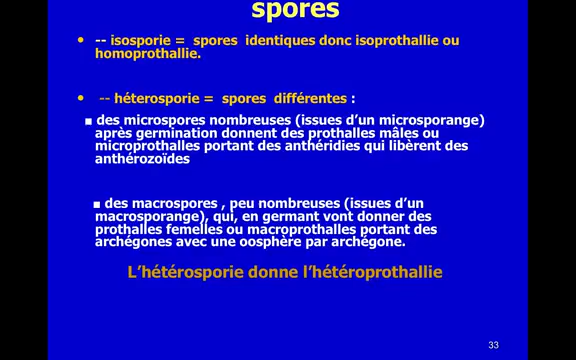 spores
• -- isosporie = spores identiques donc isoprothallie ou
homoprothallie.
• -- hétérosporie = spores différentes :
■ des microspores nombreuses (issues d'un microsporange)
après germination donnent des prothalles mâles ou
microprothalles portant des anthéridies qui libèrent des
anthérozoïdes
■ des macrospores , peu nombreuses (issues d'un
macrosporange), qui, en germant vont donner des
prothalles femelles ou macroprothalles portant des
archégones avec une oosphère par archégone.
L'hétérosporie donne l'hétéroprothallie
33